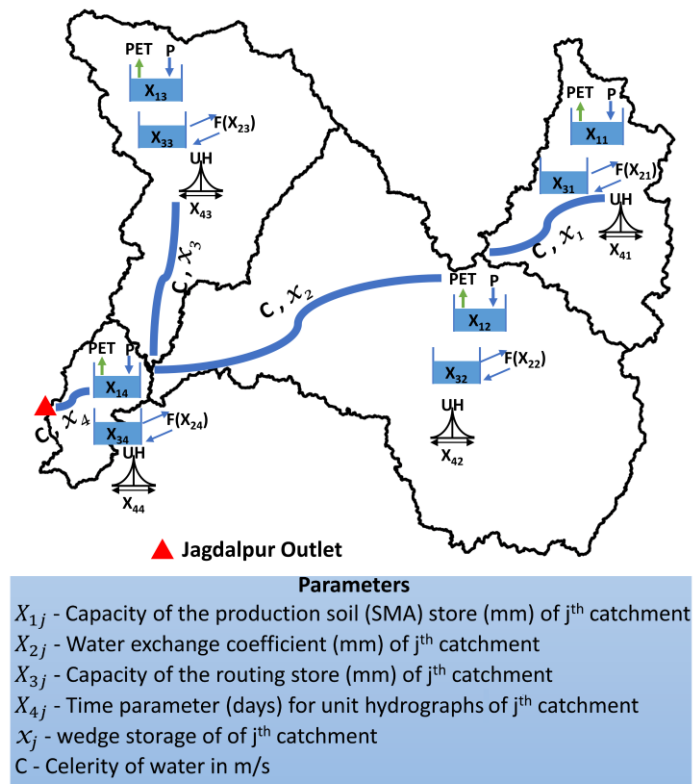 PET P
X₁₃
X₃₃
F(X₂₃)
UH
X₄₃
C, x₃
PET P
X₁₁
X₃₁
F(X₂₁)
UH
X₄₁
C, x₁
C, x₂
PET P
X₁₂
X₃₂
F(X₂₂)
UH
X₄₂
PET P
X₁₄
C, x₄
X₃₄
F(X₂₄)
UH
X₄₄
Jagdalpur Outlet
Parameters
X₁ⱼ - Capacity of the production soil (SMA) store (mm) of jᵗʰ catchment
X₂ⱼ - Water exchange coefficient (mm) of jᵗʰ catchment
X₃ⱼ - Capacity of the routing store (mm) of jᵗʰ catchment
X₄ⱼ - Time parameter (days) for unit hydrographs of jᵗʰ catchment
xⱼ - wedge storage of of jᵗʰ catchment
C - Celerity of water in m/s